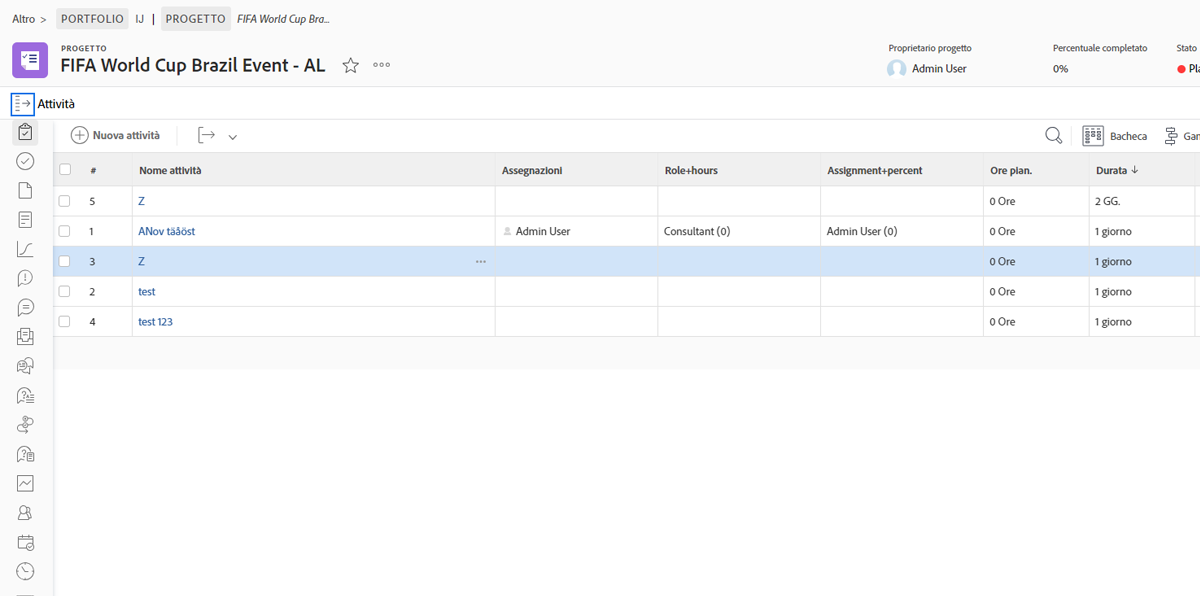 Altro > PORTFOLIO IJ | PROGETTO FIFA World Cup Bra...
PROGETTO
FIFA World Cup Brazil Event - AL
Proprietario progetto
Admin User
Percentuale completato
0%
Stato
Pla
Attività
Nuova attività
Bacheca
Gan
# Nome attività Assegnazioni Role+hours Assignment+percent Ore pian. Durata
5 Z 0 Ore 2 GG.
1 ANov täåöst Admin User Consultant (0) Admin User (0) 0 Ore 1 giorno
3 Z 0 Ore 1 giorno
2 test 0 Ore 1 giorno
4 test 123 0 Ore 1 giorno